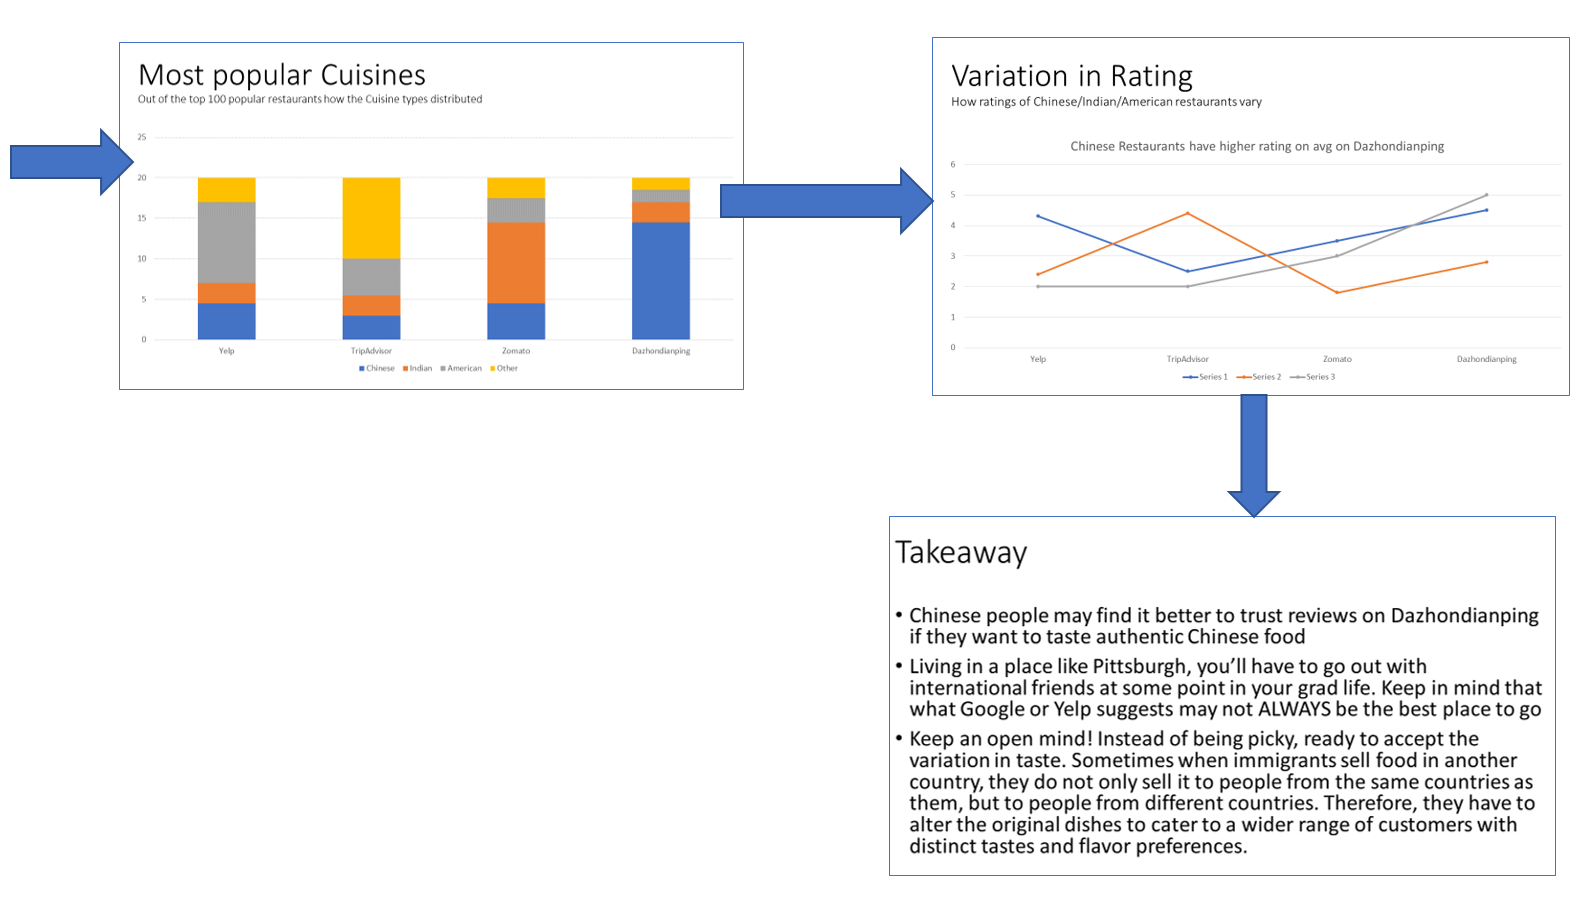 Most popular Cuisines
Out of the top 100 popular restaurants how the Cuisine types distributed
25
20
15
10
5
0
Yelp
TripAdvisor
Zomato
Dazhondianping
Chinese
Indian
American
Other
Variation in Rating
How ratings of Chinese/Indian/American restaurants vary
Chinese Restaurants have higher rating on avg on Dazhondianping
6
5
4
3
2
1
0
Yelp
TripAdvisor
Zomato
Dazhondianping
Series 1
Series 2
Series 3
Takeaway
• Chinese people may find it better to trust reviews on Dazhondianping
if they want to taste authentic Chinese food
• Living in a place like Pittsburgh, you’ll have to go out with
international friends at some point in your grad life. Keep in mind that
what Google or Yelp suggests may not ALWAYS be the best place to go
• Keep an open mind! Instead of being picky, ready to accept the
variation in taste. Sometimes when immigrants sell food in another
country, they do not only sell it to people from the same countries as
them, but to people from different countries. Therefore, they have to
alter the original dishes to cater to a wider range of customers with
distinct tastes and flavor preferences.